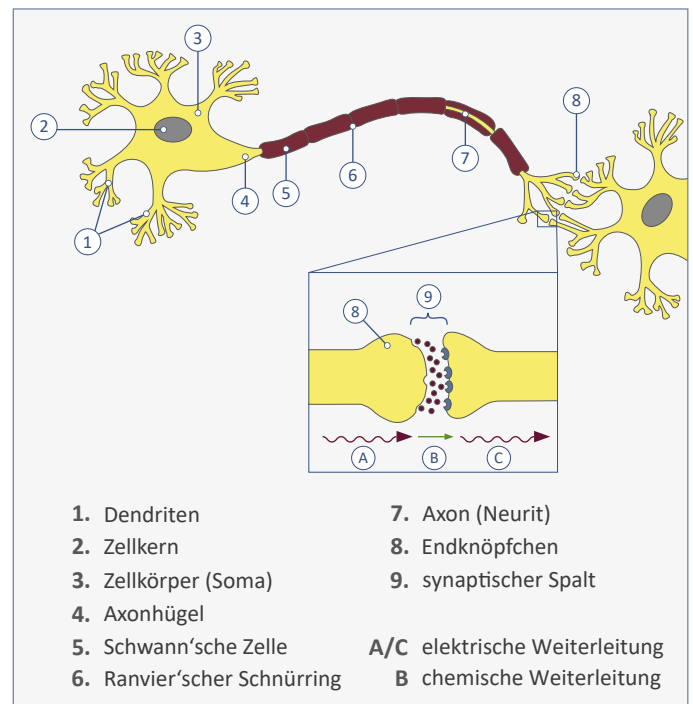 3
8
2
7
6
4
5
1
9
8
A
B
C
1. Dendriten
2. Zellkern
3. Zellkörper (Soma)
4. Axonhügel
5. Schwann‘sche Zelle
6. Ranvier‘scher Schnürring
7. Axon (Neurit)
8. Endknöpfchen
9. synaptischer Spalt
A/C elektrische Weiterleitung
B chemische Weiterleitung